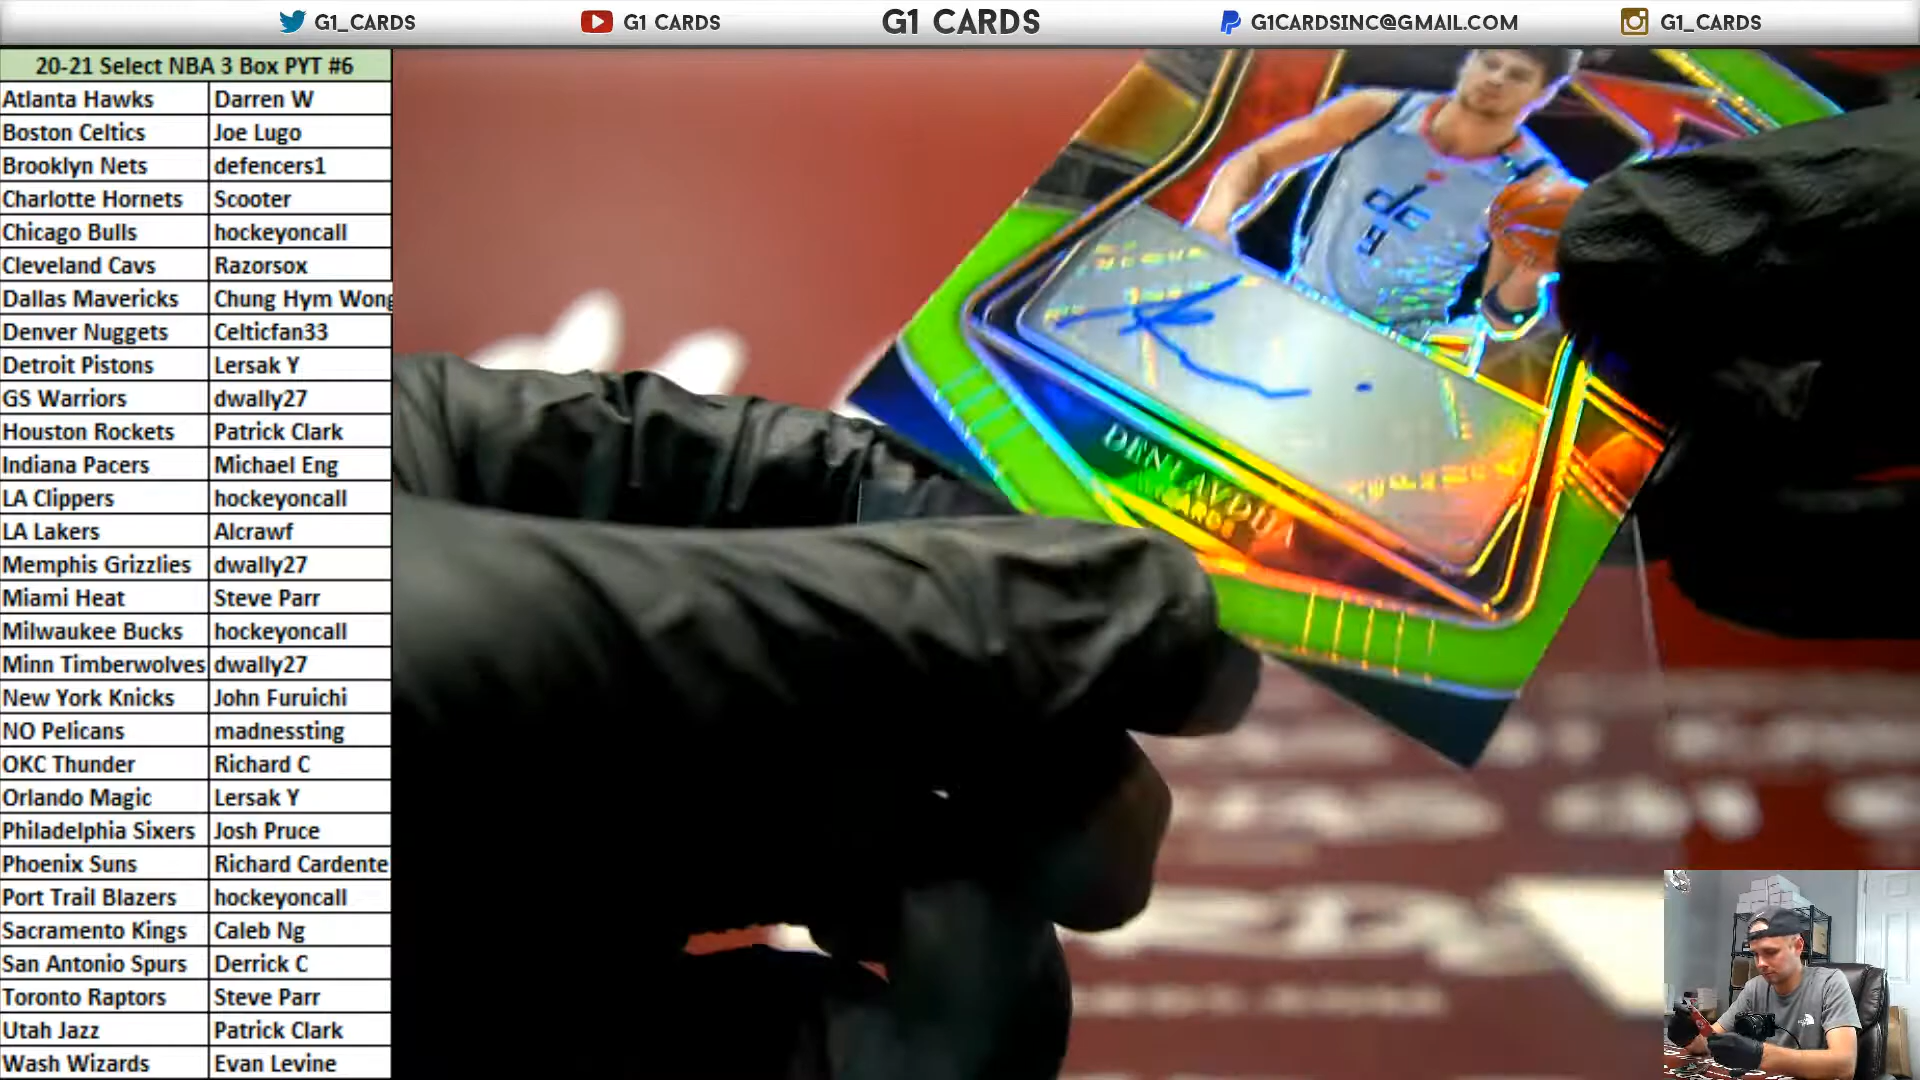 G1_CARDS G1 CARDS G1 CARDS G1CARDSINC@GMAIL.COM G1_CARDS
20-21 Select NBA 3 Box PYT #6
Atlanta Hawks Darren W
Boston Celtics Joe Lugo
Brooklyn Nets defencers1
Charlotte Hornets Scooter
Chicago Bulls hockeyoncall
Cleveland Cavs Razorsox
Dallas Mavericks Chung Hym Wong
Denver Nuggets Celticfan33
Detroit Pistons Lersak Y
GS Warriors dwally27
Houston Rockets Patrick Clark
Indiana Pacers Michael Eng
LA Clippers hockeyoncall
LA Lakers Alcrawf
Memphis Grizzlies dwally27
Miami Heat Steve Parr
Milwaukee Bucks hockeyoncall
Minn Timberwolves dwally27
New York Knicks John Furuichi
NO Pelicans madnessting
OKC Thunder Richard C
Orlando Magic Lersak Y
Philadelphia Sixers Josh Pruce
Phoenix Suns Richard Cardente
Port Trail Blazers hockeyoncall
Sacramento Kings Caleb Ng
San Antonio Spurs Derrick C
Toronto Raptors Steve Parr
Utah Jazz Patrick Clark
Wash Wizards Evan Levine
dc
9
DENI AVDIJA